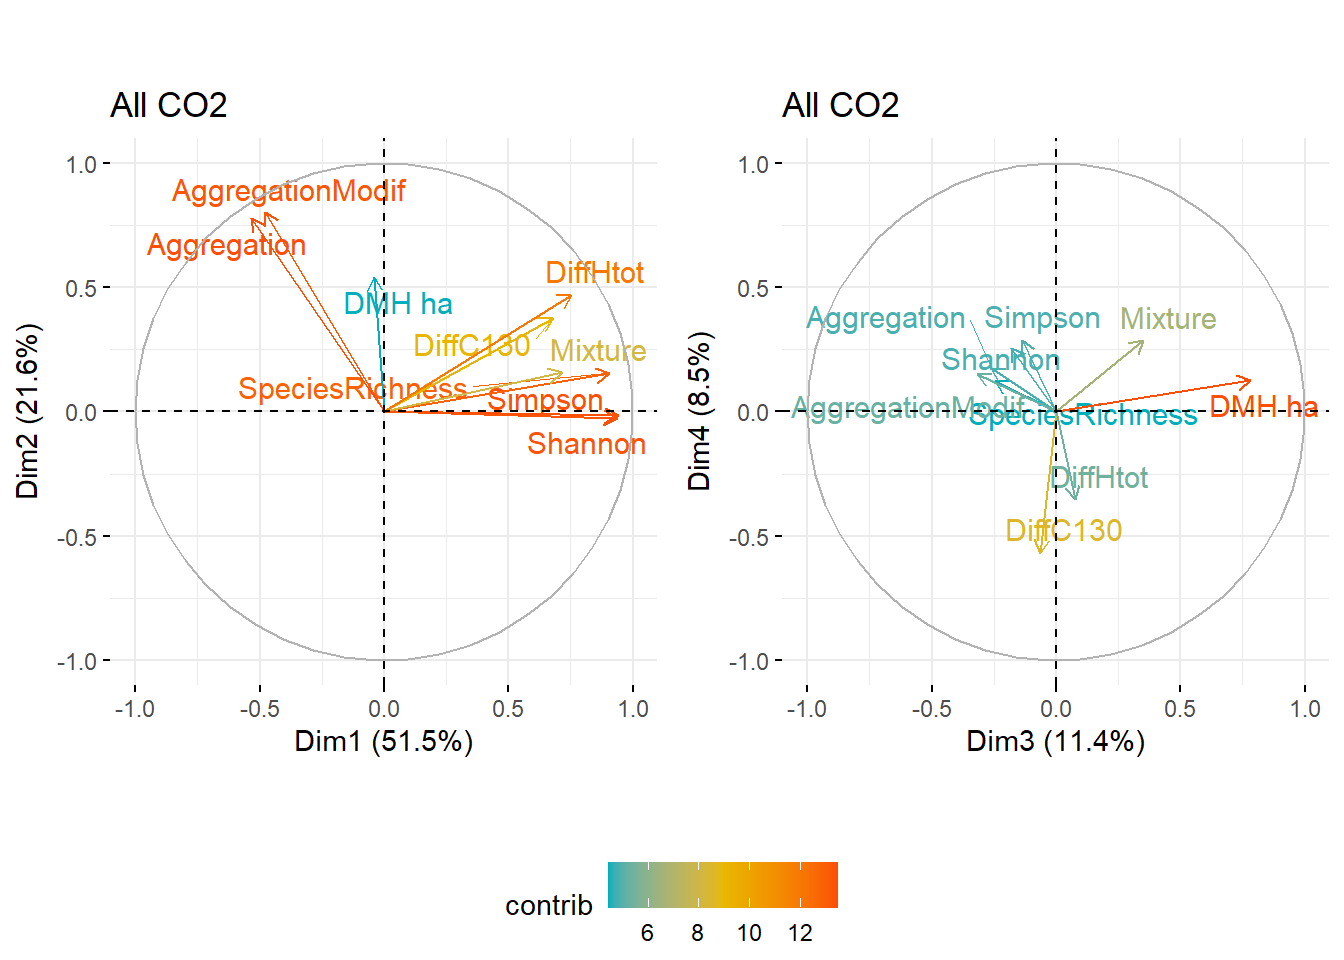 All CO2
1.0
0.5
0.0
-0.5
-1.0
Dim2 (21.6%)
AggregationModif
Aggregation
DiffHtot
DMH ha
DiffC130
Mixture
SpeciesRichness
Simpson
Shannon
-1.0 -0.5 0.0 0.5 1.0
Dim1 (51.5%)
All CO2
1.0
0.5
0.0
-0.5
-1.0
Dim4 (8.5%)
Aggregation
Simpson
Mixture
Shannon
AggregationModif
SpeciesRichness
DMH ha
DiffHtot
DiffC130
-1.0 -0.5 0.0 0.5 1.0
Dim3 (11.4%)
contrib
6 8 10 12